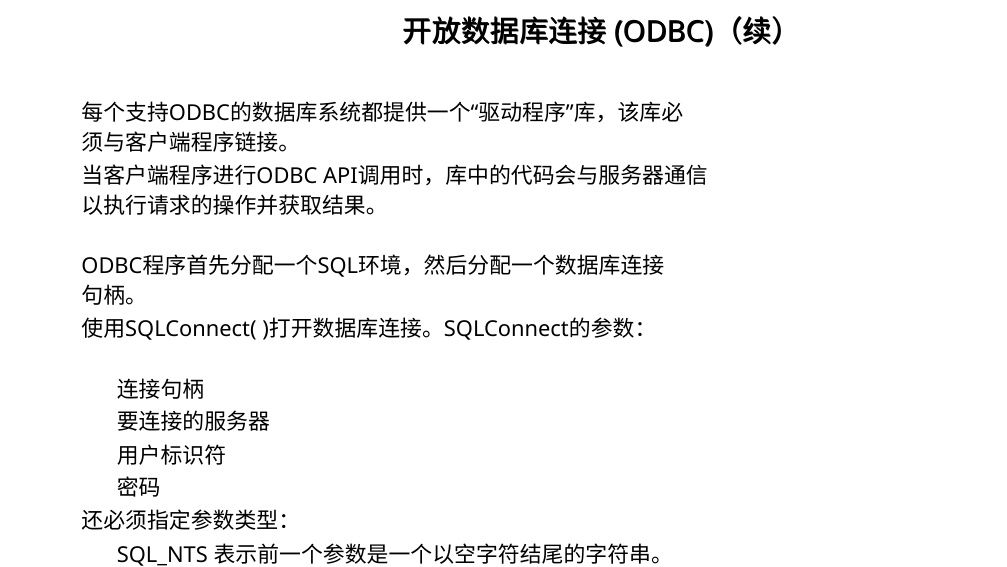 开放数据库连接 (ODBC)（续）
每个支持ODBC的数据库系统都提供一个“驱动程序”库，该库必
须与客户端程序链接。
当客户端程序进行ODBC API调用时，库中的代码会与服务器通信
以执行请求的操作并获取结果。
ODBC程序首先分配一个SQL环境，然后分配一个数据库连接
句柄。
使用SQLConnect( )打开数据库连接。SQLConnect的参数：
连接句柄
要连接的服务器
用户标识符
密码
还必须指定参数类型：
SQL_NTS 表示前一个参数是一个以空字符结尾的字符串。